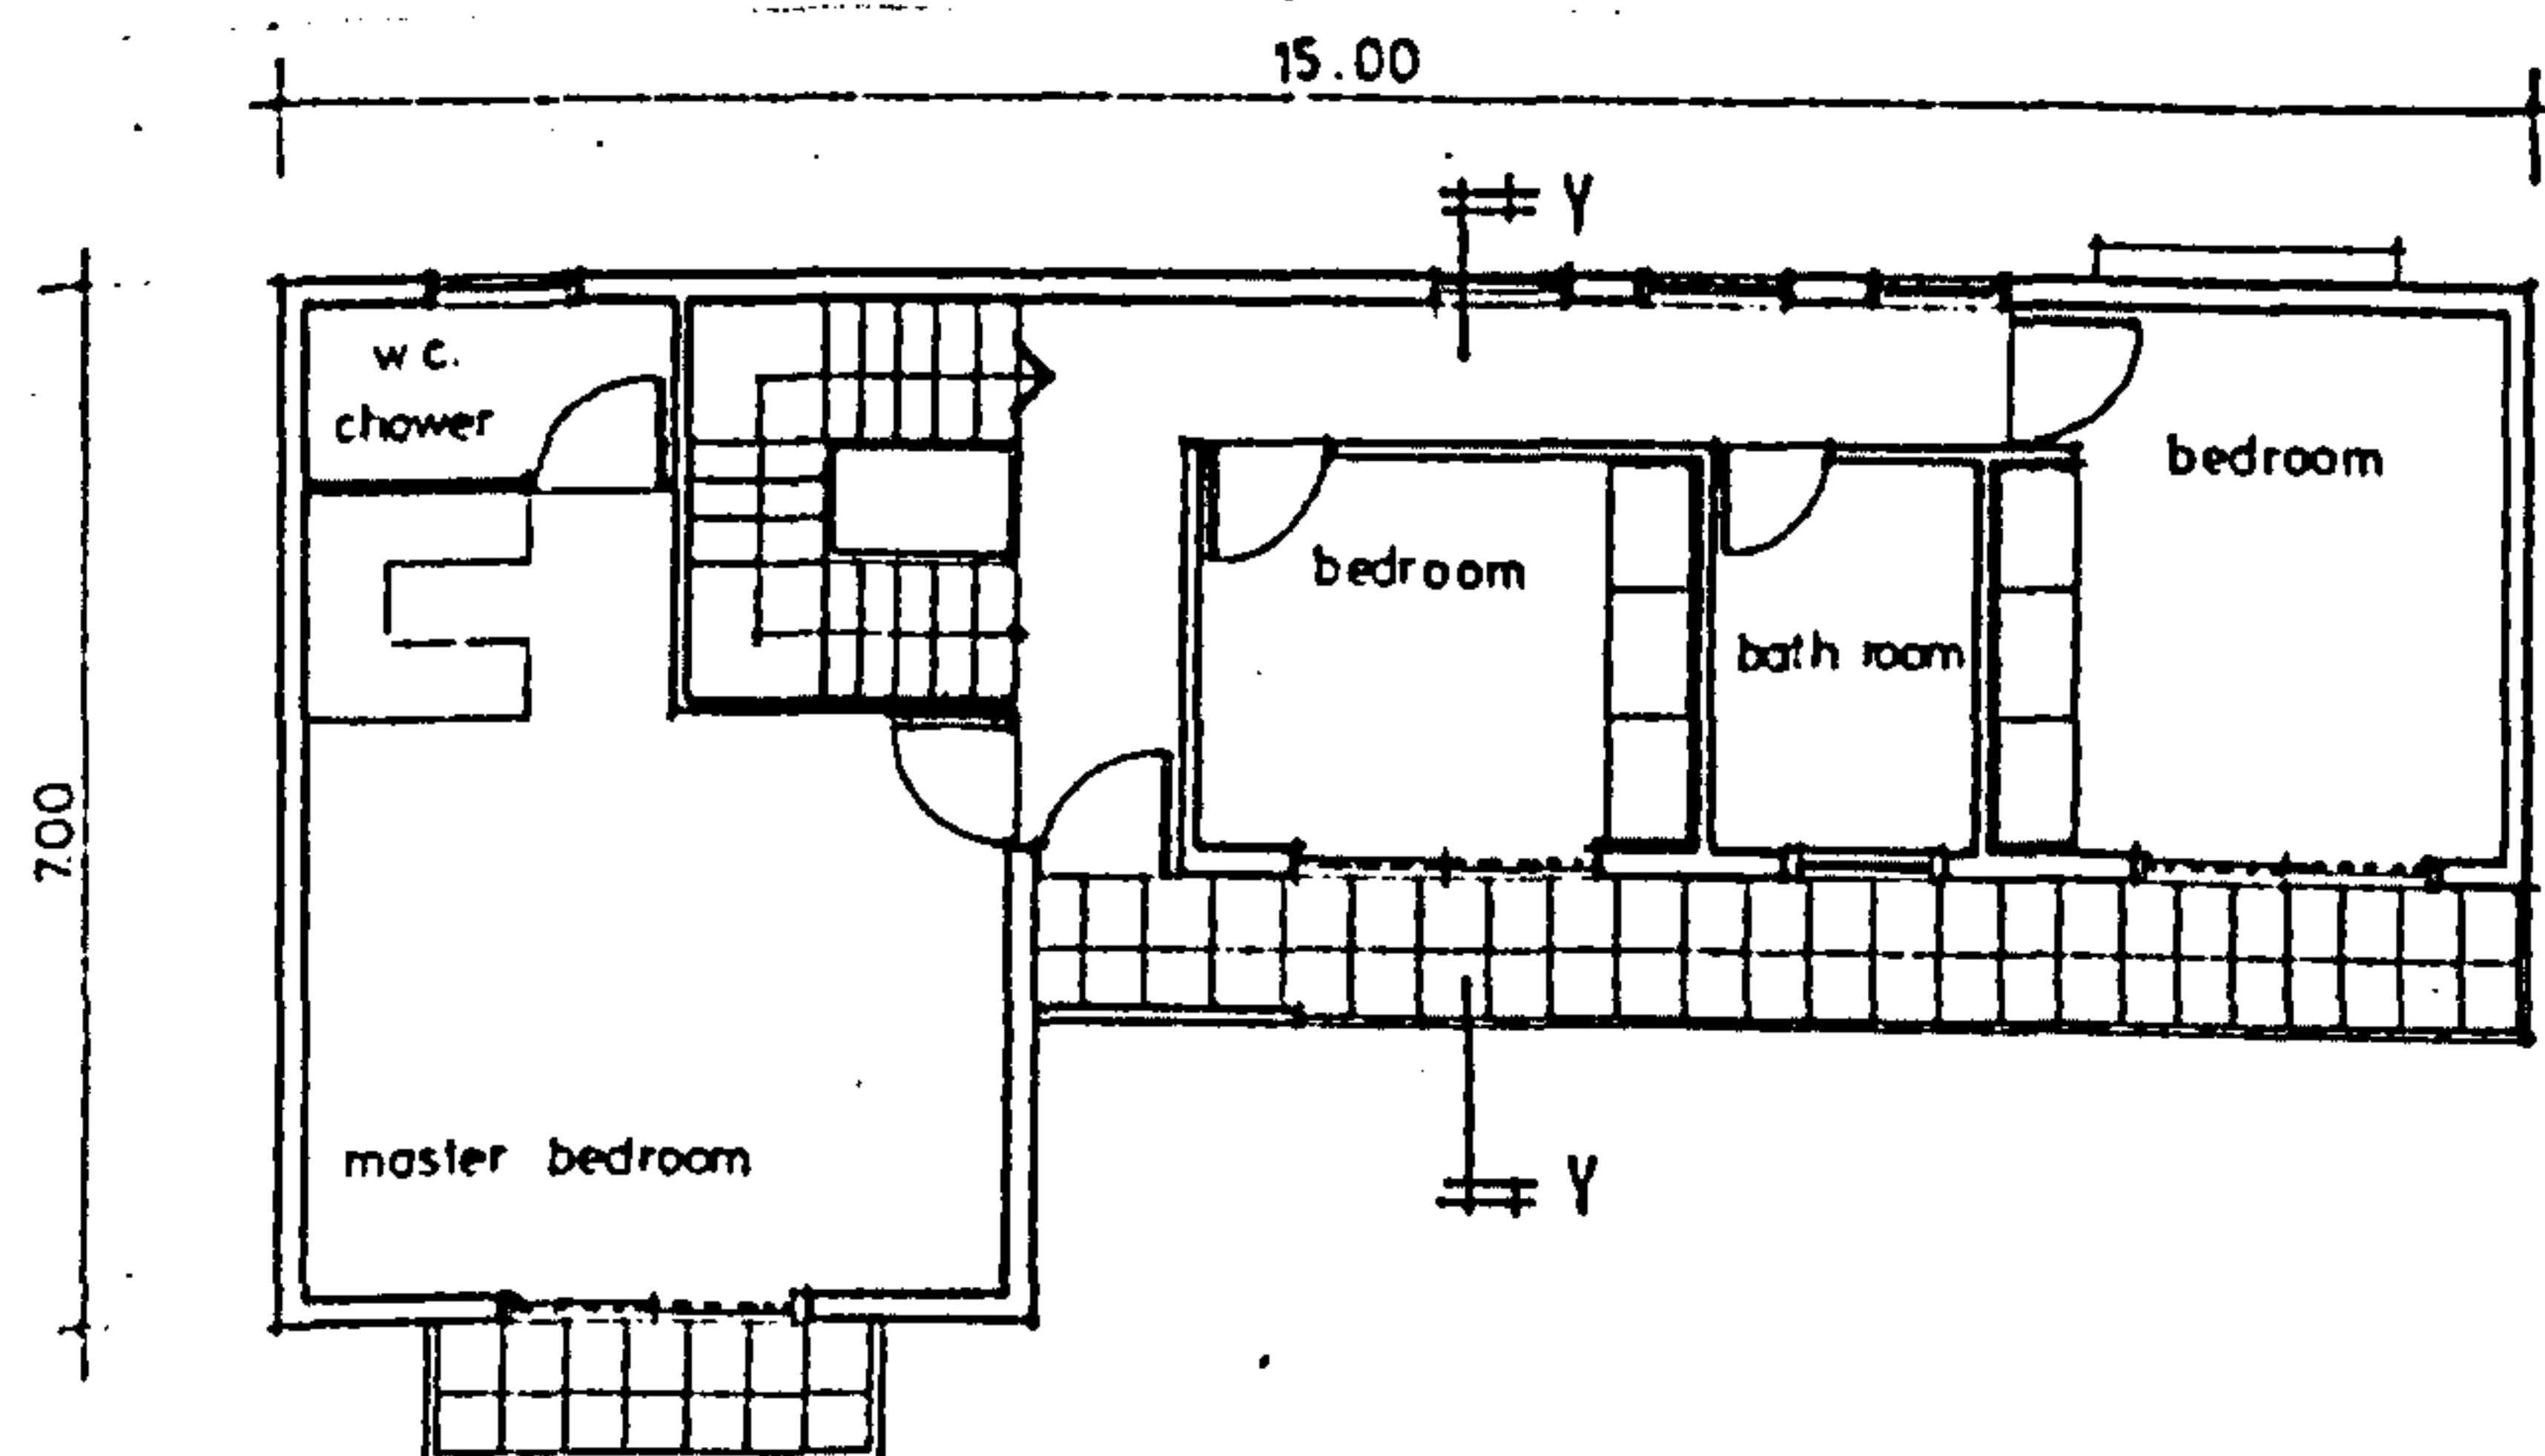 15.00
Y
w c.
chower
bedroom
bedroom
bath room
7.00
master bedroom
Y